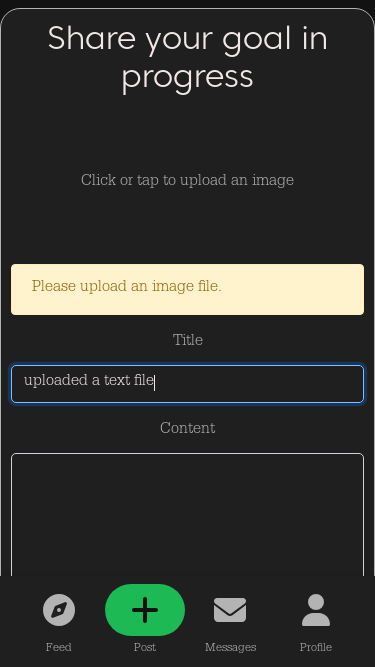 Share your goal in
progress
Click or tap to upload an image
Please upload an image file.
Title
uploaded a text file
Content
Feed
Post
Messages
Profile